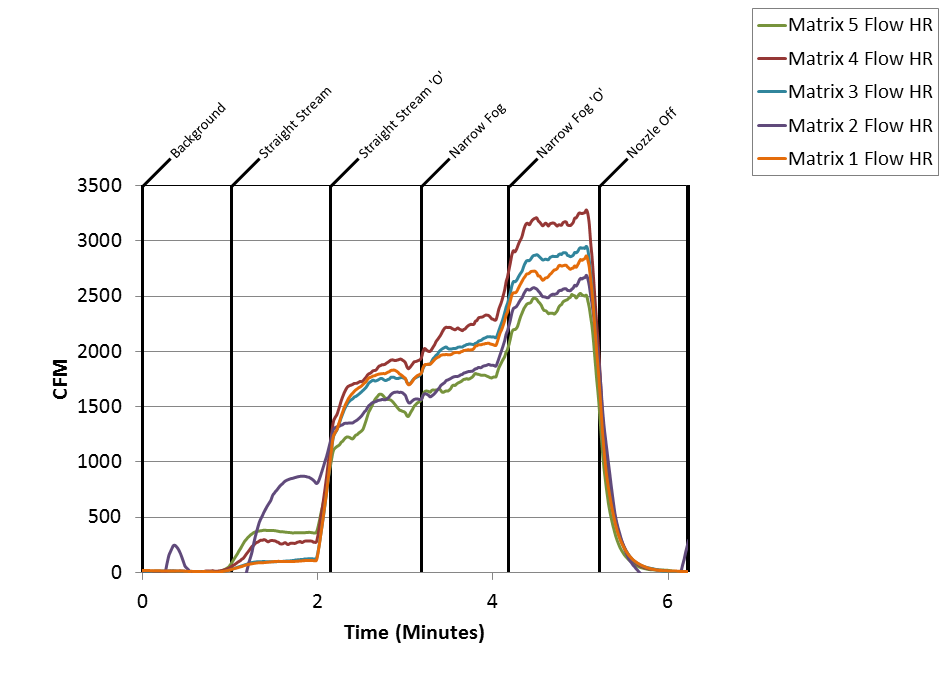 Matrix 5 Flow HR
Matrix 4 Flow HR
Matrix 3 Flow HR
Matrix 2 Flow HR
Matrix 1 Flow HR
Background
Straight Stream
Straight Stream 'O'
Narrow Fog
Narrow Fog 'O'
Nozzle Off
3500
3000
2500
2000
1500
1000
500
0
CFM
0 2 4 6
Time (Minutes)